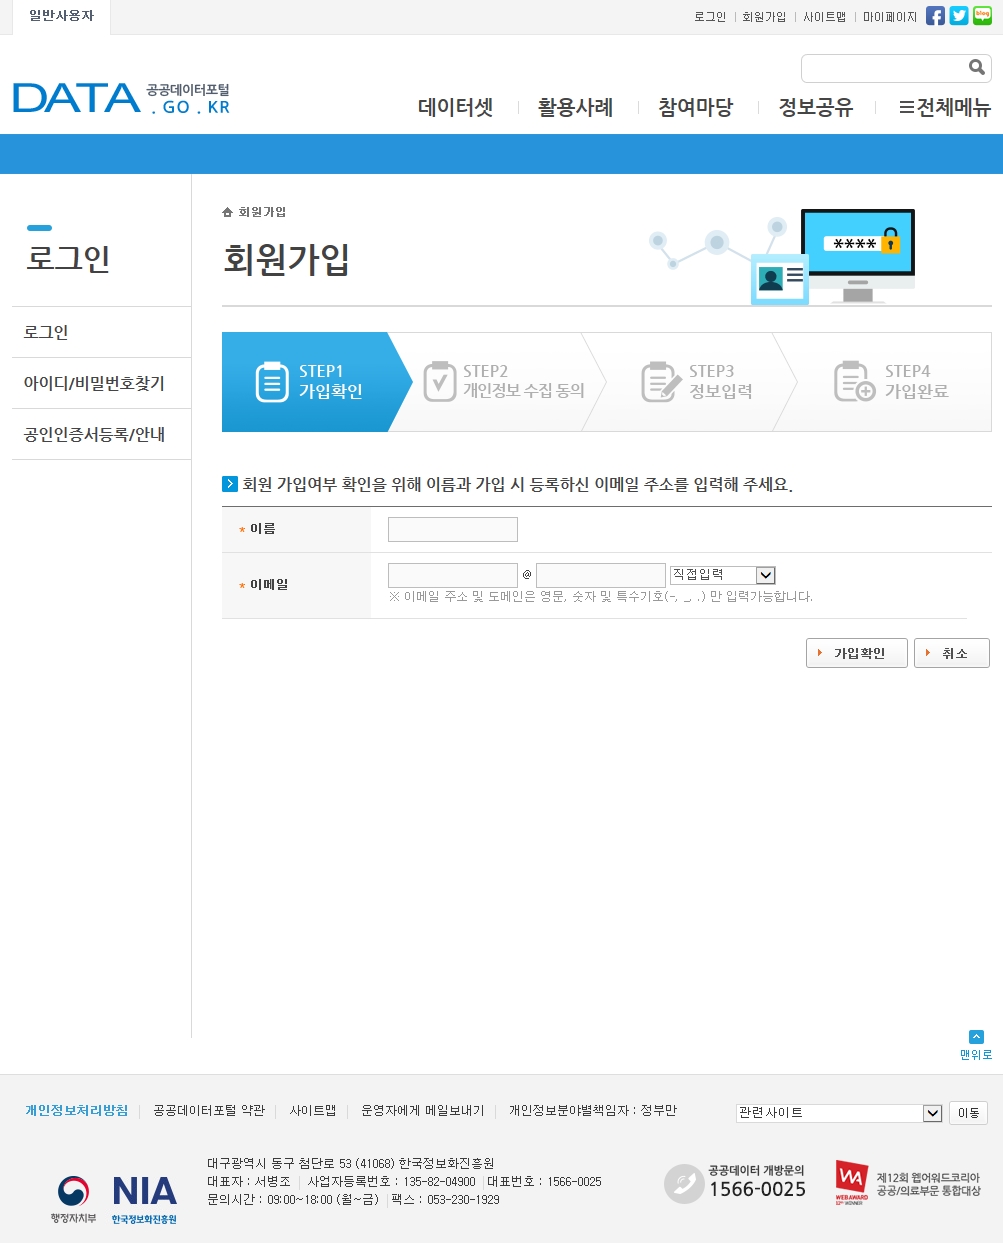 일반사용자
로그인 회원가입 사이트맵 마이페이지 blog
DATA 공공데이터포털
. GO . KR
데이터셋 활용사례 참여마당 정보공유 전체메뉴
로그인
로그인
아이디/비밀번호찾기
공인인증서등록/안내
회원가입
회원가입
****
STEP1
가입확인
STEP2
개인정보 수집 동의
STEP3
정보입력
STEP4
가입완료
회원 가입여부 확인을 위해 이름과 가입 시 등록하신 이메일 주소를 입력해 주세요.
* 이름
* 이메일 @ 직접입력
※ 이메일 주소 및 도메인은 영문, 숫자 및 특수기호(-, _, .) 만 입력가능합니다.
가입확인 취소
맨위로
개인정보처리방침 공공데이터포털 약관 사이트맵 운영자에게 메일보내기 개인정보분야별책임자 : 정부만
관련사이트 이동
행정자치부
NIA
한국정보화진흥원
대구광역시 동구 첨단로 53 (41068) 한국정보화진흥원
대표자 : 서병조 사업자등록번호 : 135-82-04900 대표번호 : 1566-0025
문의시간 : 09:00~18:00 (월~금) 팩스 : 053-230-1929
공공데이터 개방문의
1566-0025
WA
WEB AWARD
12th WINNER
제12회 웹어워드코리아
공공/의료부문 통합대상